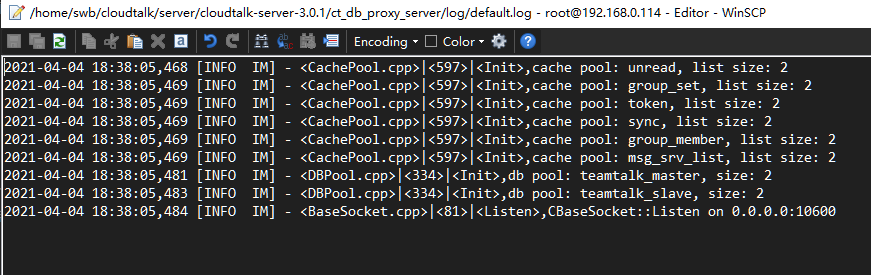 /home/swb/cloudtalk/server/cloudtalk-server-3.0.1/ct_db_proxy_server/log/default.log - root@192.168.0.114 - Editor - WinSCP
Encoding Color
2021-04-04 18:38:05,468 [INFO  IM] - <CachePool.cpp>|<597>|<Init>,cache pool: unread, list size: 2
2021-04-04 18:38:05,469 [INFO  IM] - <CachePool.cpp>|<597>|<Init>,cache pool: group_set, list size: 2
2021-04-04 18:38:05,469 [INFO  IM] - <CachePool.cpp>|<597>|<Init>,cache pool: token, list size: 2
2021-04-04 18:38:05,469 [INFO  IM] - <CachePool.cpp>|<597>|<Init>,cache pool: sync, list size: 2
2021-04-04 18:38:05,469 [INFO  IM] - <CachePool.cpp>|<597>|<Init>,cache pool: group_member, list size: 2
2021-04-04 18:38:05,469 [INFO  IM] - <CachePool.cpp>|<597>|<Init>,cache pool: msg_srv_list, list size: 2
2021-04-04 18:38:05,481 [INFO  IM] - <DBPool.cpp>|<334>|<Init>,db pool: teamtalk_master, size: 2
2021-04-04 18:38:05,483 [INFO  IM] - <DBPool.cpp>|<334>|<Init>,db pool: teamtalk_slave, size: 2
2021-04-04 18:38:05,484 [INFO  IM] - <BaseSocket.cpp>|<81>|<Listen>,CBaseSocket::Listen on 0.0.0.0:10600